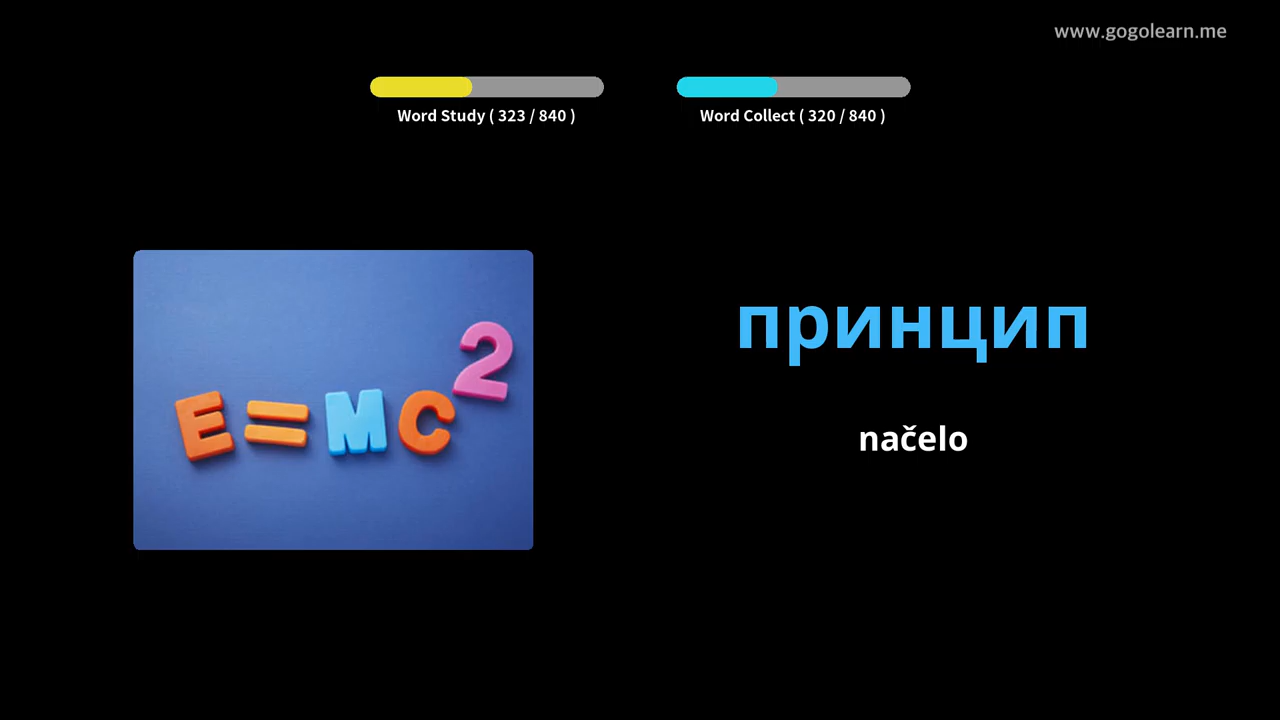 www.gogolearn.me
Word Study ( 323 / 840 )
Word Collect ( 320 / 840 )
E=MC2
принцип
načelo